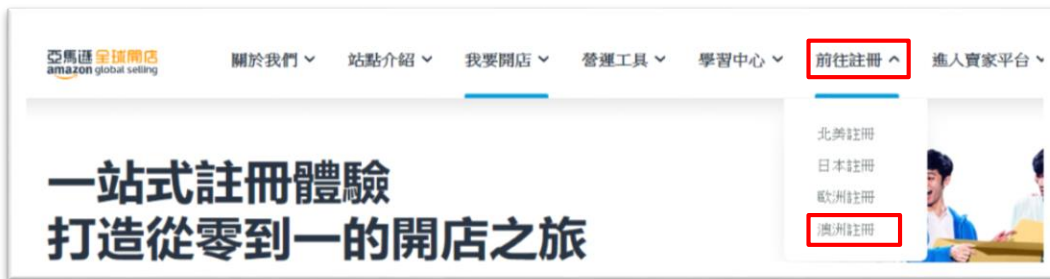 亞馬遜全球開店
amazon global selling
關於我們 站點介紹 我要開店 營運工具 學習中心 前往註冊 進入賣家平台
北美註冊
日本註冊
歐洲註冊
澳洲註冊
一站式註冊體驗
打造從零到一的開店之旅